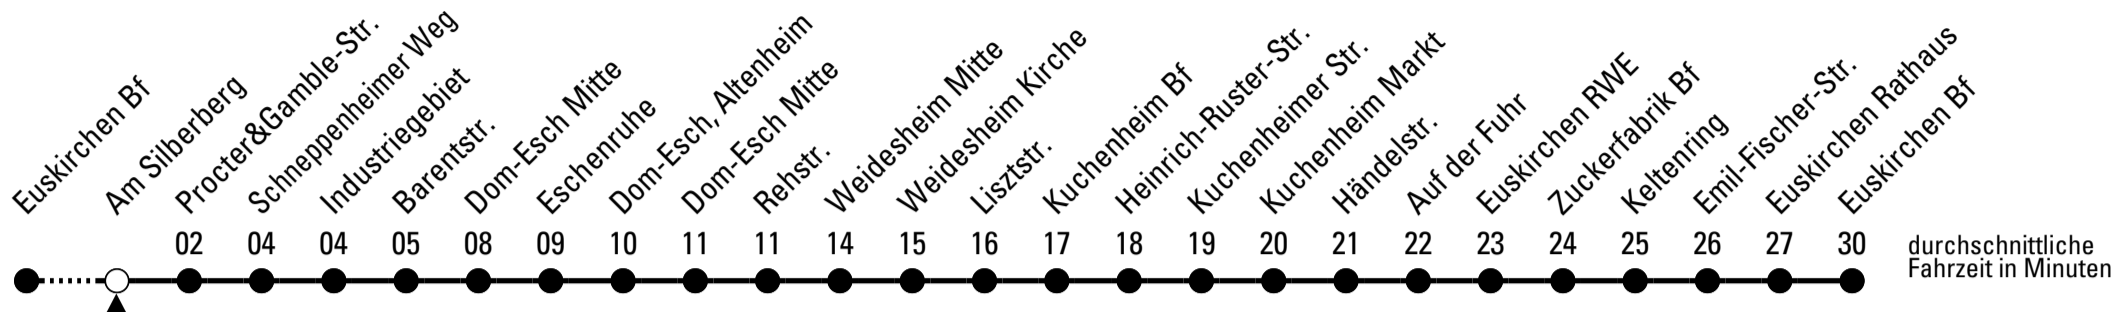 Euskirchen Bf
Am Silberberg
Procter&Gamble-Str.
Schneppenheimer Weg
Industriegebiet
Barentstr.
Dom-Esch Mitte
Eschenruhe
Dom-Esch, Altenheim
Dom-Esch Mitte
Rehstr.
Weidesheim Mitte
Weidesheim Kirche
Lisztstr.
Kuchenheim Bf
Heinrich-Ruster-Str.
Kuchenheimer Str.
Kuchenheim Markt
Händelstr.
Auf der Fuhr
Euskirchen RWE
Zuckerfabrik Bf
Keltenring
Emil-Fischer-Str.
Euskirchen Rathaus
Euskirchen Bf
02 04 04 05 08 09 10 11 11 14 15 16 17 18 19 20 21 22 23 24 25 26 27 30
durchschnittliche
Fahrzeit in Minuten